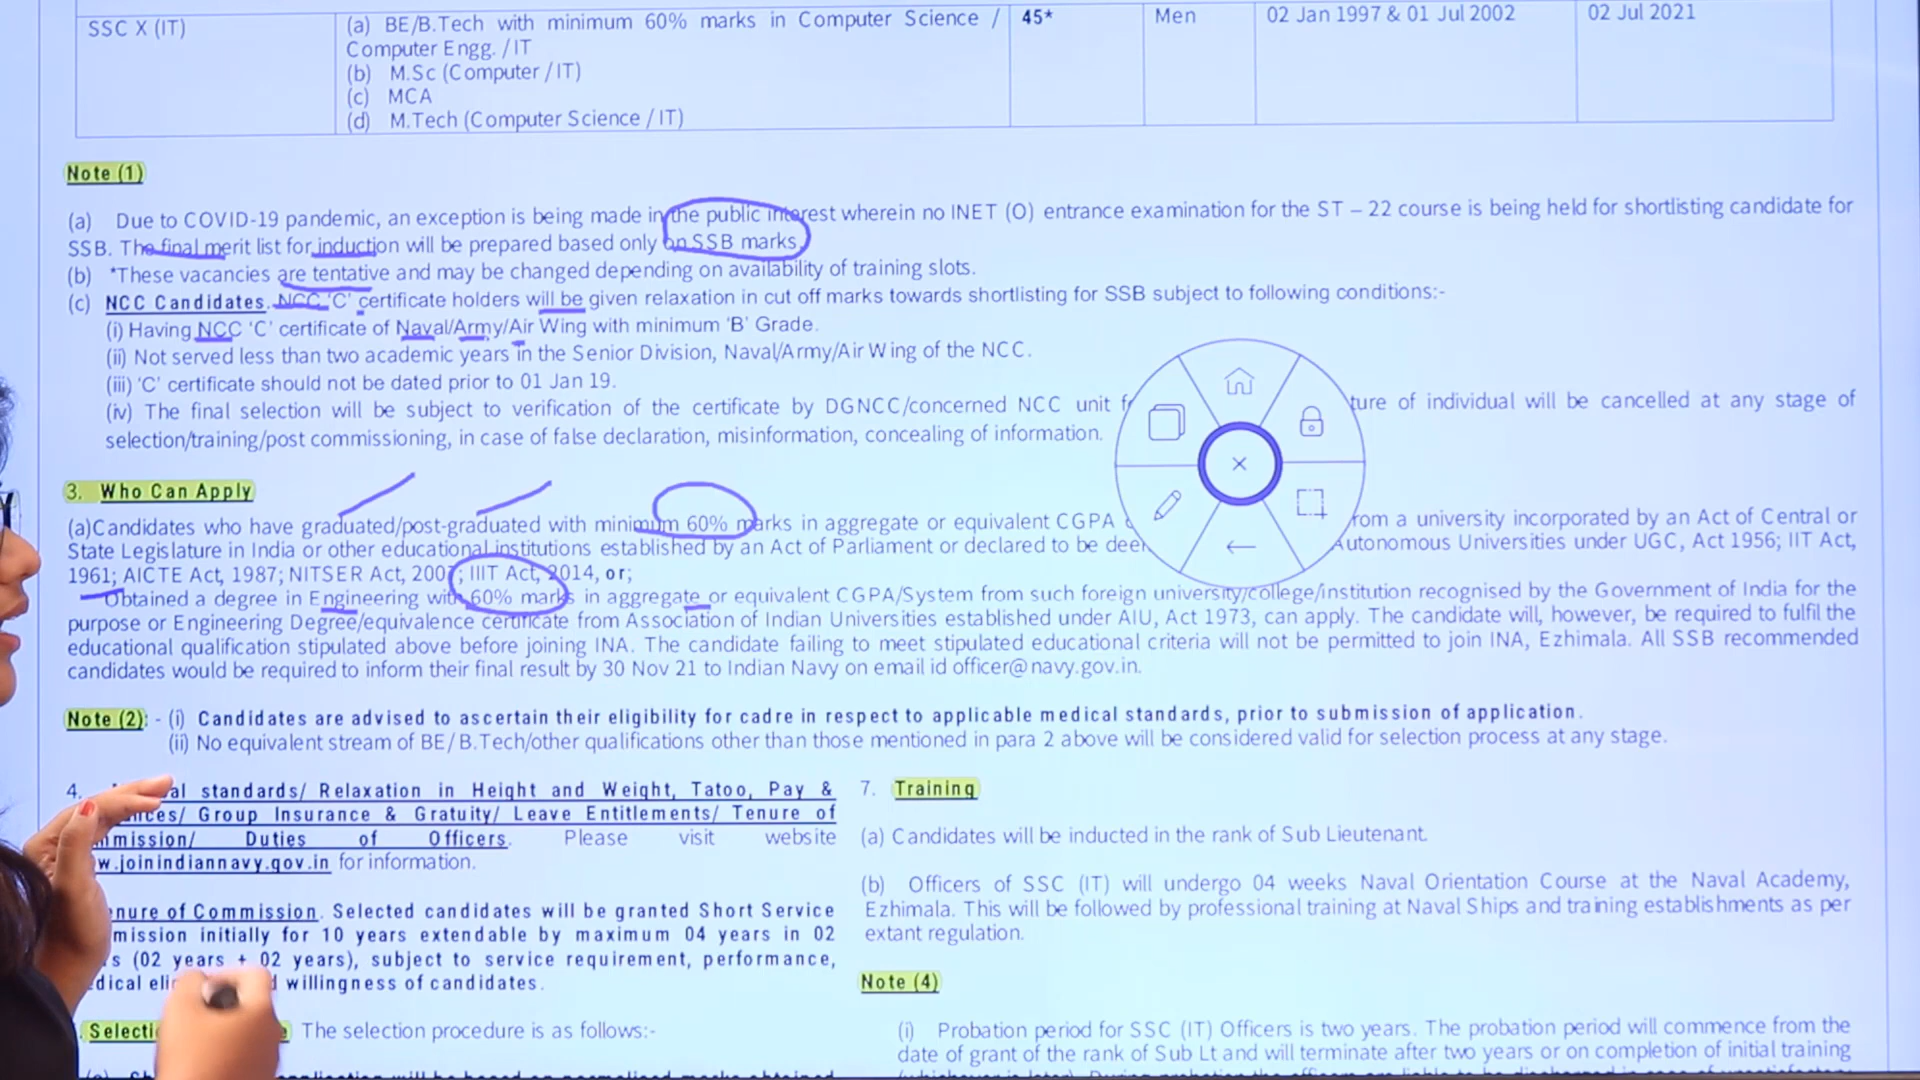 SSC X (IT)
(a) BE/B.Tech with minimum 60% marks in Computer Science /
Computer Engg. / IT
(b) M.Sc (Computer / IT)
(c) MCA
(d) M.Tech (Computer Science / IT)
45*
Men
02 Jan 1997 & 01 Jul 2002
02 Jul 2021
Note (1)
(a) Due to COVID-19 pandemic, an exception is being made in the public interest wherein no INET (O) entrance examination for the ST – 22 course is being held for shortlisting candidate for
SSB. The final merit list for induction will be prepared based only on SSB marks.
(b) *These vacancies are tentative and may be changed depending on availability of training slots.
(c) NCC Candidates. NCC 'C' certificate holders will be given relaxation in cut off marks towards shortlisting for SSB subject to following conditions:-
(i) Having NCC 'C' certificate of Naval/Army/Air Wing with minimum 'B' Grade.
(ii) Not served less than two academic years in the Senior Division, Naval/Army/Air Wing of the NCC.
(iii) 'C' certificate should not be dated prior to 01 Jan 19.
(iv) The final selection will be subject to verification of the certificate by DGNCC/concerned NCC unit ture of individual will be cancelled at any stage of
selection/training/post commissioning, in case of false declaration, misinformation, concealing of information.
3. Who Can Apply
(a)Candidates who have graduated/post-graduated with minimum 60% marks in aggregate or equivalent CGPA rom a university incorporated by an Act of Central or
State Legislature in India or other educational institutions established by an Act of Parliament or declared to be deem Autonomous Universities under UGC, Act 1956; IIT Act,
1961; AICTE Act, 1987; NITSER Act, 2007; IIIT Act, 2014, or;
Obtained a degree in Engineering with 60% marks in aggregate or equivalent CGPA/System from such foreign university/college/institution recognised by the Government of India for the
purpose or Engineering Degree/equivalence certificate from Association of Indian Universities established under AIU, Act 1973, can apply. The candidate will, however, be required to fulfil the
educational qualification stipulated above before joining INA. The candidate failing to meet stipulated educational criteria will not be permitted to join INA, Ezhimala. All SSB recommended
candidates would be required to inform their final result by 30 Nov 21 to Indian Navy on email id officer@navy.gov.in.
Note (2): - (i) Candidates are advised to ascertain their eligibility for cadre in respect to applicable medical standards, prior to submission of application.
(ii) No equivalent stream of BE/ B.Tech/other qualifications other than those mentioned in para 2 above will be considered valid for selection process at any stage.
4. al standards/ Relaxation in Height and Weight, Tatoo, Pay &
nces/ Group Insurance & Gratuity/ Leave Entitlements/ Tenure of
mmission/ Duties of Officers. Please visit website
w.joinindiannavy.gov.in for information.
nure of Commission. Selected candidates will be granted Short Service
mission initially for 10 years extendable by maximum 04 years in 02
s (02 years + 02 years), subject to service requirement, performance,
dical eli willingness of candidates.
Selecti The selection procedure is as follows:-
7. Training
(a) Candidates will be inducted in the rank of Sub Lieutenant.
(b) Officers of SSC (IT) will undergo 04 weeks Naval Orientation Course at the Naval Academy,
Ezhimala. This will be followed by professional training at Naval Ships and training establishments as per
extant regulation.
Note (4)
(i) Probation period for SSC (IT) Officers is two years. The probation period will commence from the
date of grant of the rank of Sub Lt and will terminate after two years or on completion of initial training